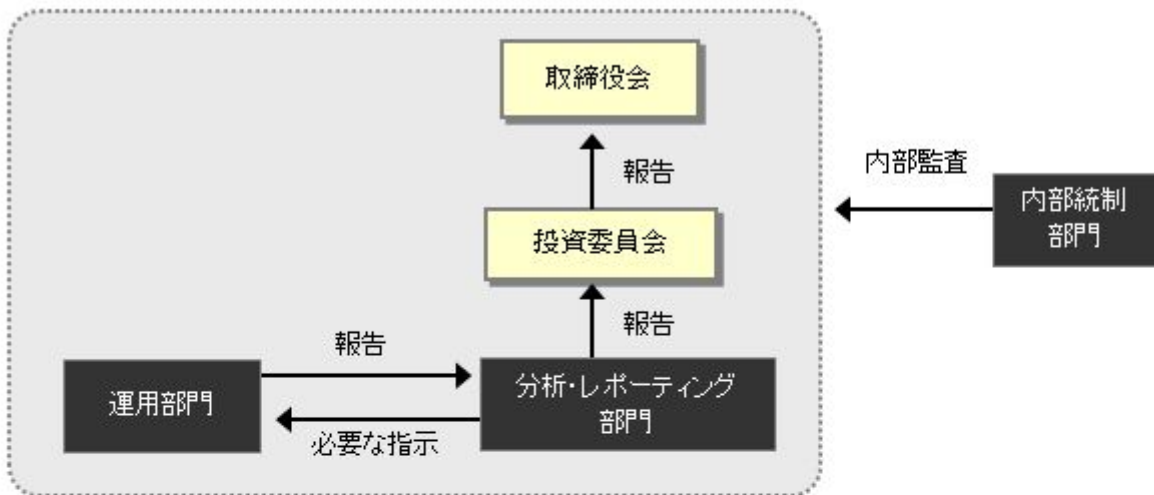 取締役会
報告
内部監査
内部統制
部門
投資委員会
報告
報告
運用部門
分析・レポーティング
部門
必要な指示